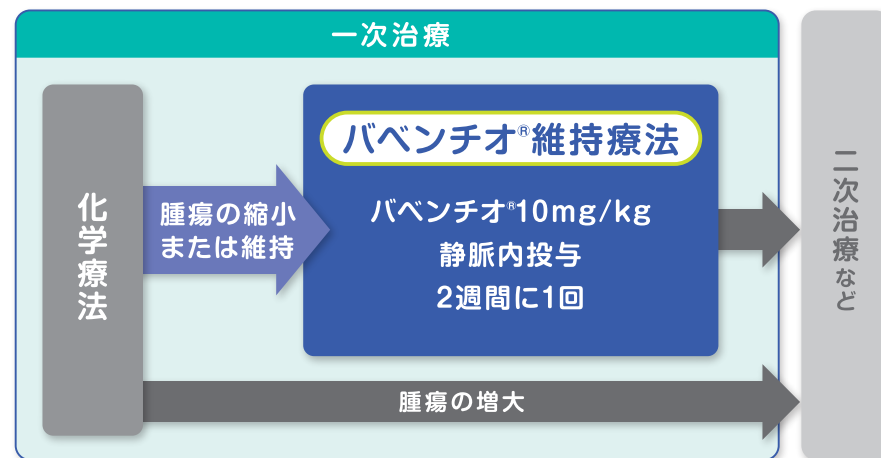 一次治療
化学療法
腫瘍の縮小
または維持
バベンチオ®維持療法
バベンチオ®10mg/kg
静脈内投与
2週間に1回
腫瘍の増大
二次治療など